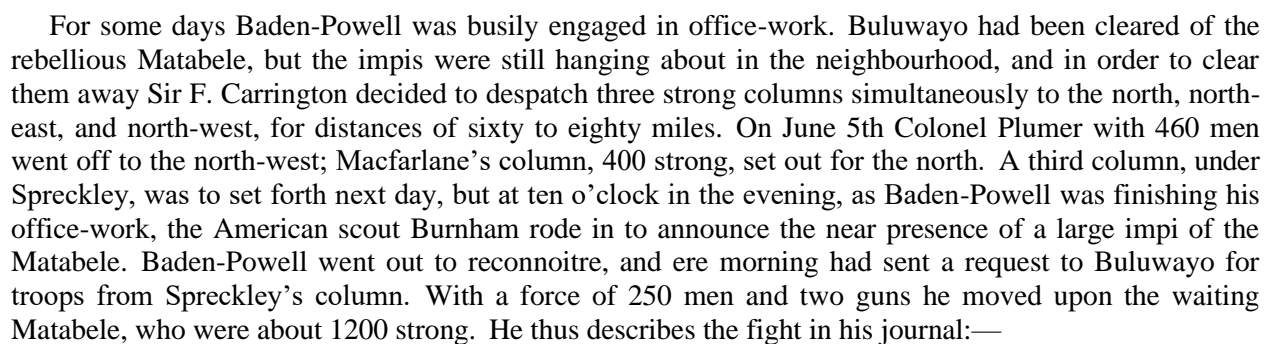 For some days Baden-Powell was busily engaged in office-work. Buluwayo had been cleared of the
rebellious Matabele, but the impis were still hanging about in the neighbourhood, and in order to clear
them away Sir F. Carrington decided to despatch three strong columns simultaneously to the north, north-
east, and north-west, for distances of sixty to eighty miles. On June 5th Colonel Plumer with 460 men
went off to the north-west; Macfarlane’s column, 400 strong, set out for the north. A third column, under
Spreckley, was to set forth next day, but at ten o’clock in the evening, as Baden-Powell was finishing his
office-work, the American scout Burnham rode in to announce the near presence of a large impi of the
Matabele. Baden-Powell went out to reconnoitre, and ere morning had sent a request to Buluwayo for
troops from Spreckley’s column. With a force of 250 men and two guns he moved upon the waiting
Matabele, who were about 1200 strong. He thus describes the fight in his journal:—